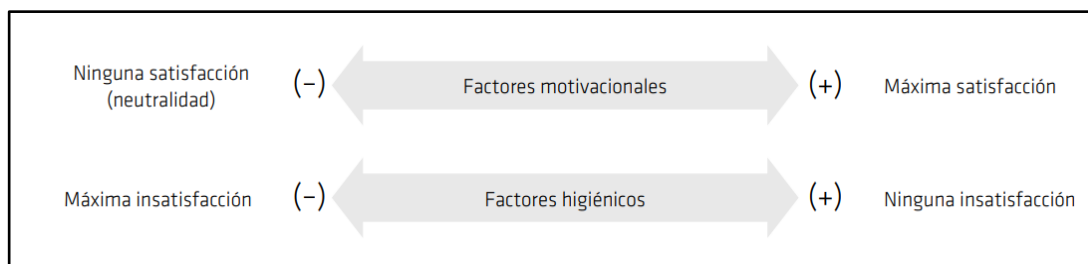 Ninguna satisfacción
(neutralidad)
(−)
Factores motivacionales
(+)
Máxima satisfacción
Máxima insatisfacción
(−)
Factores higiénicos
(+)
Ninguna insatisfacción